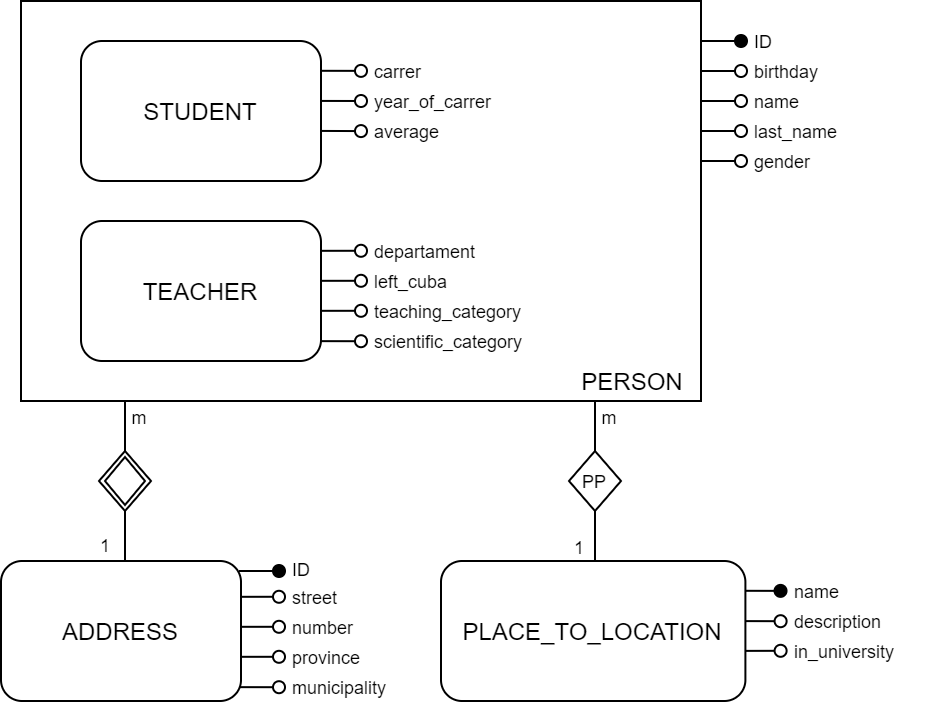 STUDENT
carrer
year_of_carrer
average
ID
birthday
name
last_name
gender
TEACHER
departament
left_cuba
teaching_category
scientific_category
PERSON
m
m
PP
1
1
ADDRESS
ID
street
number
province
municipality
PLACE_TO_LOCATION
name
description
in_university